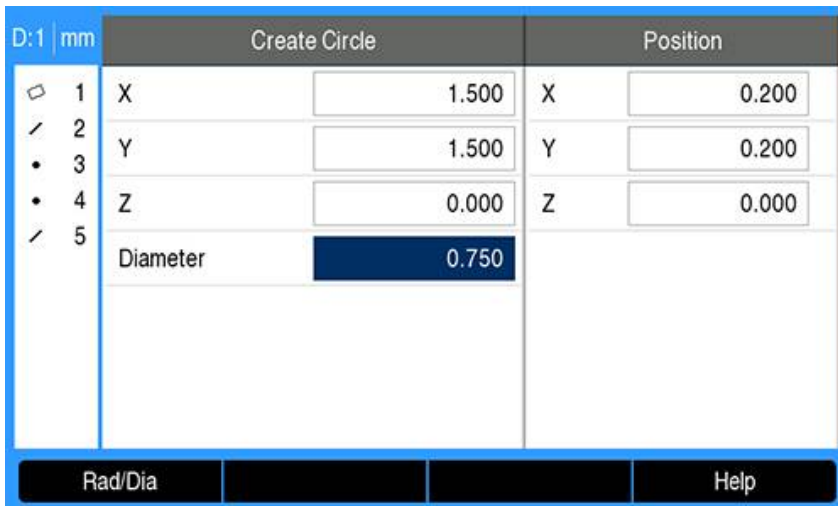 D:1 mm Create Circle Position
1 X 1.500 X 0.200
2
3 Y 1.500 Y 0.200
4 Z 0.000 Z 0.000
5
Diameter 0.750
Rad/Dia Help